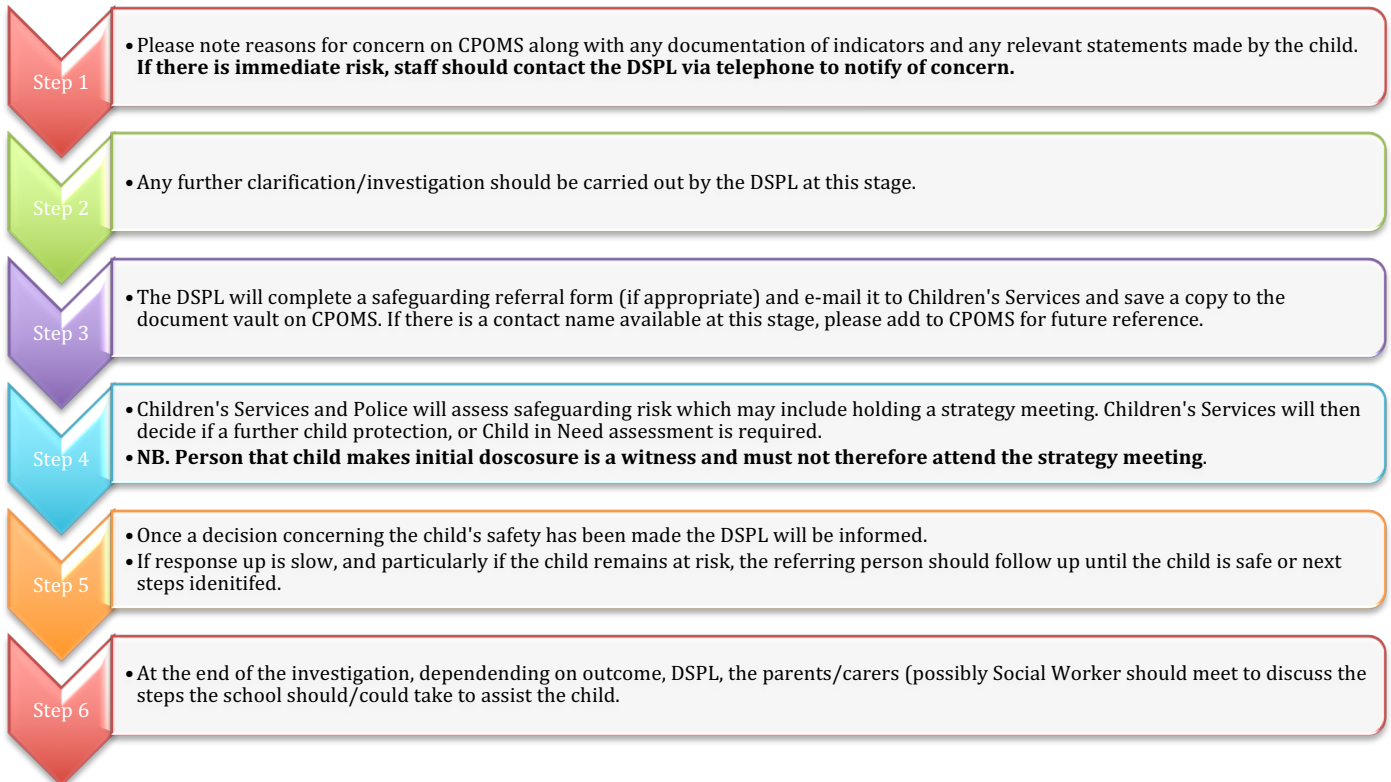 Step 1
•Please note reasons for concern on CPOMS along with any documentation of indicators and any relevant statements made by the child.
If there is immediate risk, staff should contact the DSPL via telephone to notify of concern.
Step 2
•Any further clarification/investigation should be carried out by the DSPL at this stage.
Step 3
•The DSPL will complete a safeguarding referral form (if appropriate) and e-mail it to Children's Services and save a copy to the
document vault on CPOMS. If there is a contact name available at this stage, please add to CPOMS for future reference.
Step 4
•Children's Services and Police will assess safeguarding risk which may include holding a strategy meeting. Children's Services will then
decide if a further child protection, or Child in Need assessment is required.
•NB. Person that child makes initial doscosure is a witness and must not therefore attend the strategy meeting.
Step 5
•Once a decision concerning the child's safety has been made the DSPL will be informed.
•If response up is slow, and particularly if the child remains at risk, the referring person should follow up until the child is safe or next
steps idenitifed.
Step 6
•At the end of the investigation, dependending on outcome, DSPL, the parents/carers (possibly Social Worker should meet to discuss the
steps the school should/could take to assist the child.